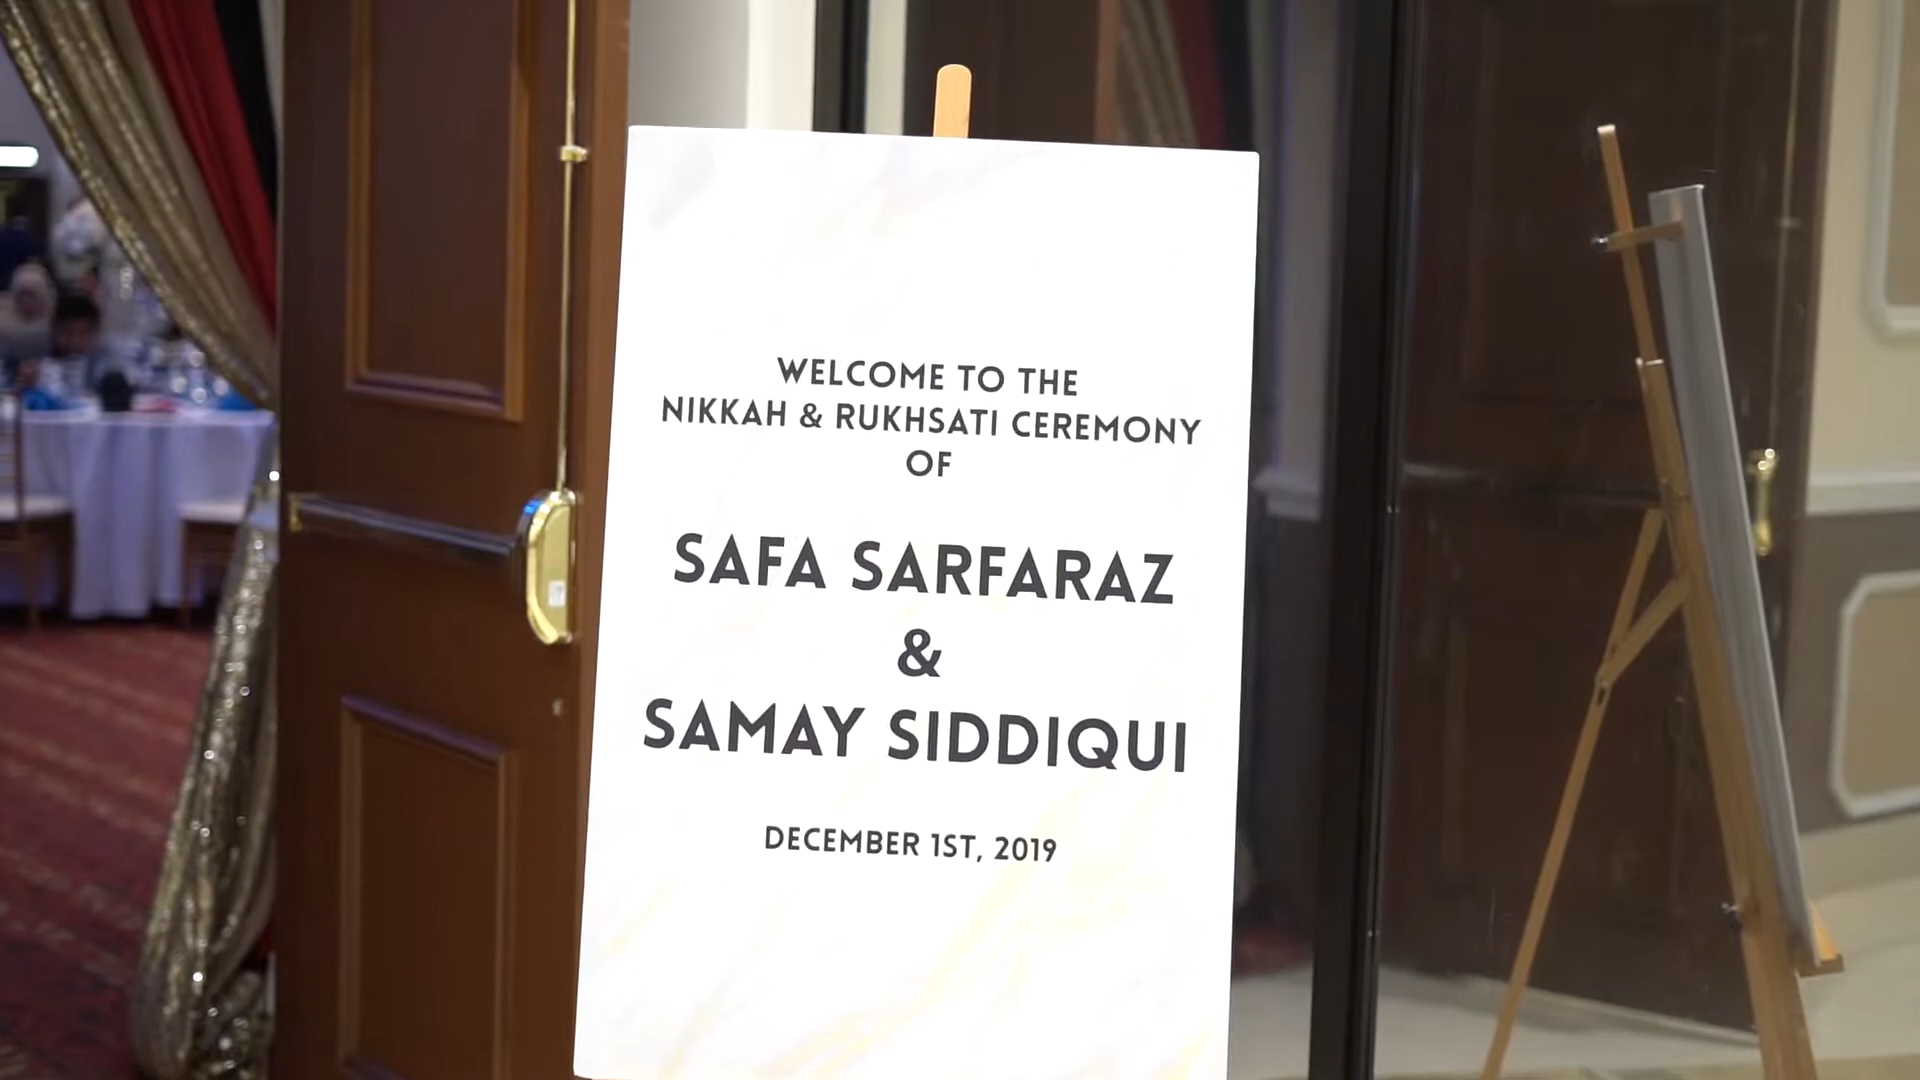 WELCOME TO THE
NIKKAH & RUKHSATI CEREMONY
OF
SAFA SARFARAZ
&
SAMAY SIDDIQUI
DECEMBER 1ST, 2019